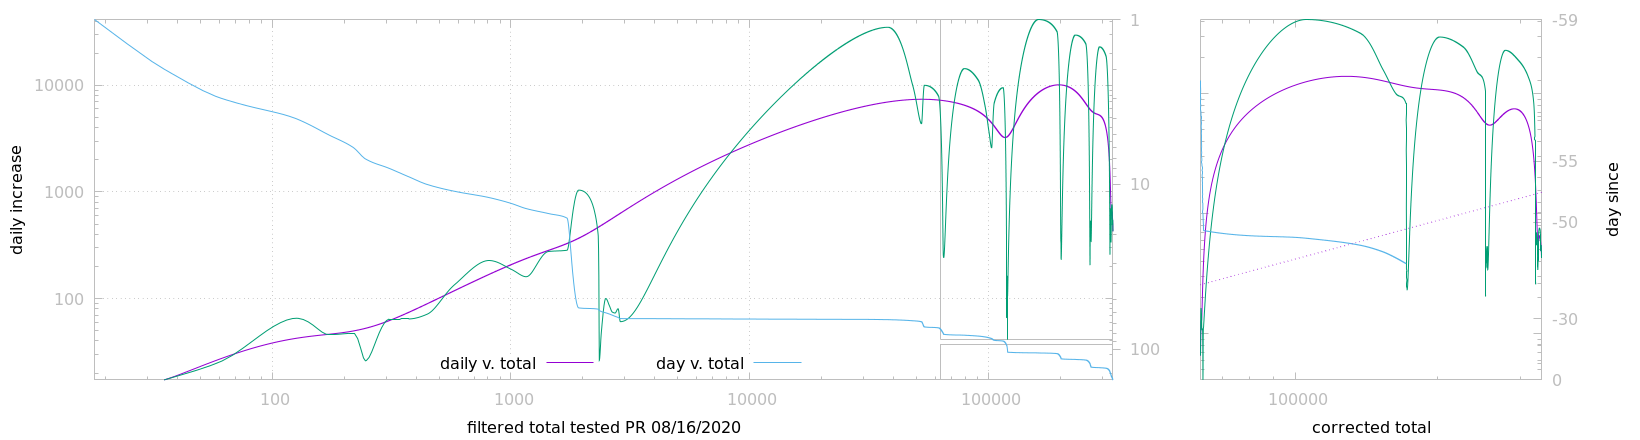 1
-59
10000
daily increase
1000
10
-55
-50
day since
100
-30
daily v. total
day v. total
100
0
100
1000
10000
100000
100000
filtered total tested PR 08/16/2020
corrected total